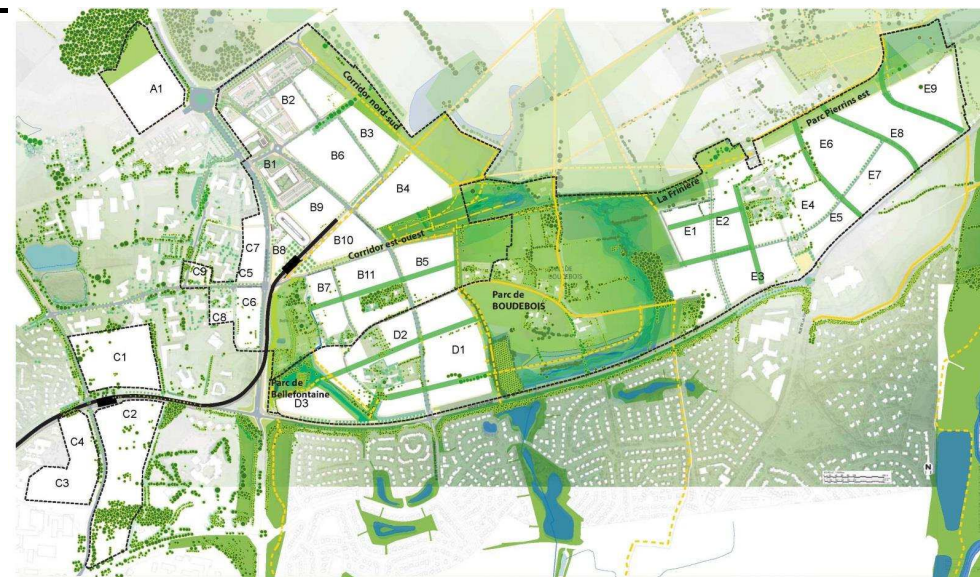 A1
B2
Corridor nord-sud
B3
B1
B6
B4
B9
B8
B10
Corridor est-ouest
B7
B11
B5
C7
C9
C5
C6
C8
C1
C2
C4
C3
D2
D1
D3
Parc de
Bellefontaine
Parc de
BOUDEBOIS
BOUDEBOIS
La Frinière
Parc Pierrins est
E1
E2
E3
E4
E5
E6
E7
E8
E9
N